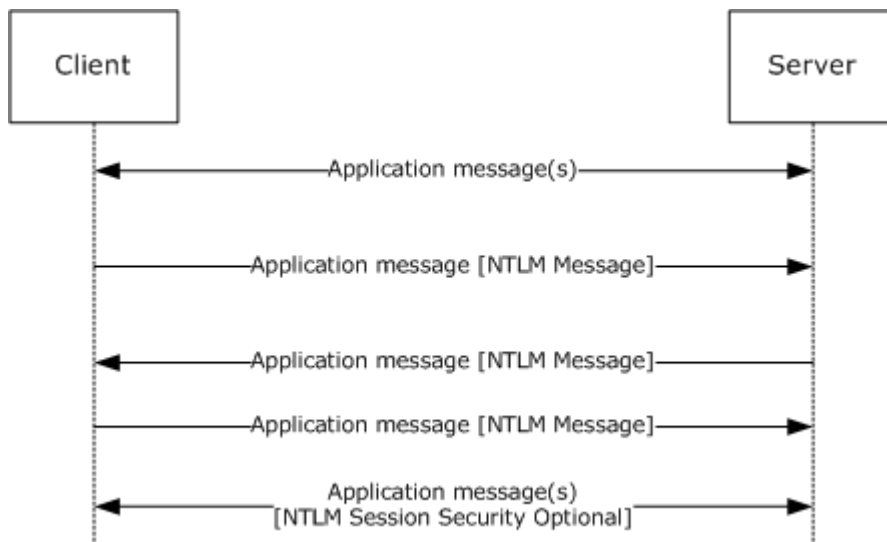 Client
Server
Application message(s)
Application message [NTLM Message]
Application message [NTLM Message]
Application message [NTLM Message]
Application message(s)
[NTLM Session Security Optional]